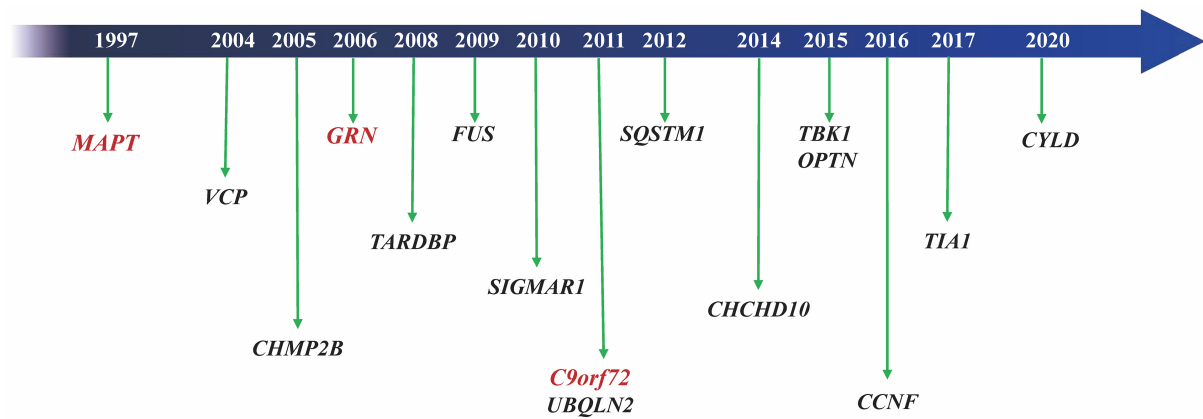 1997 2004 2005 2006 2008 2009 2010 2011 2012 2014 2015 2016 2017 2020
MAPT
VCP
CHMP2B
GRN
TARDBP
FUS
SIGMAR1
C9orf72
UBQLN2
SQSTM1
CHCHD10
TBK1
OPTN
CCNF
TIA1
CYLD